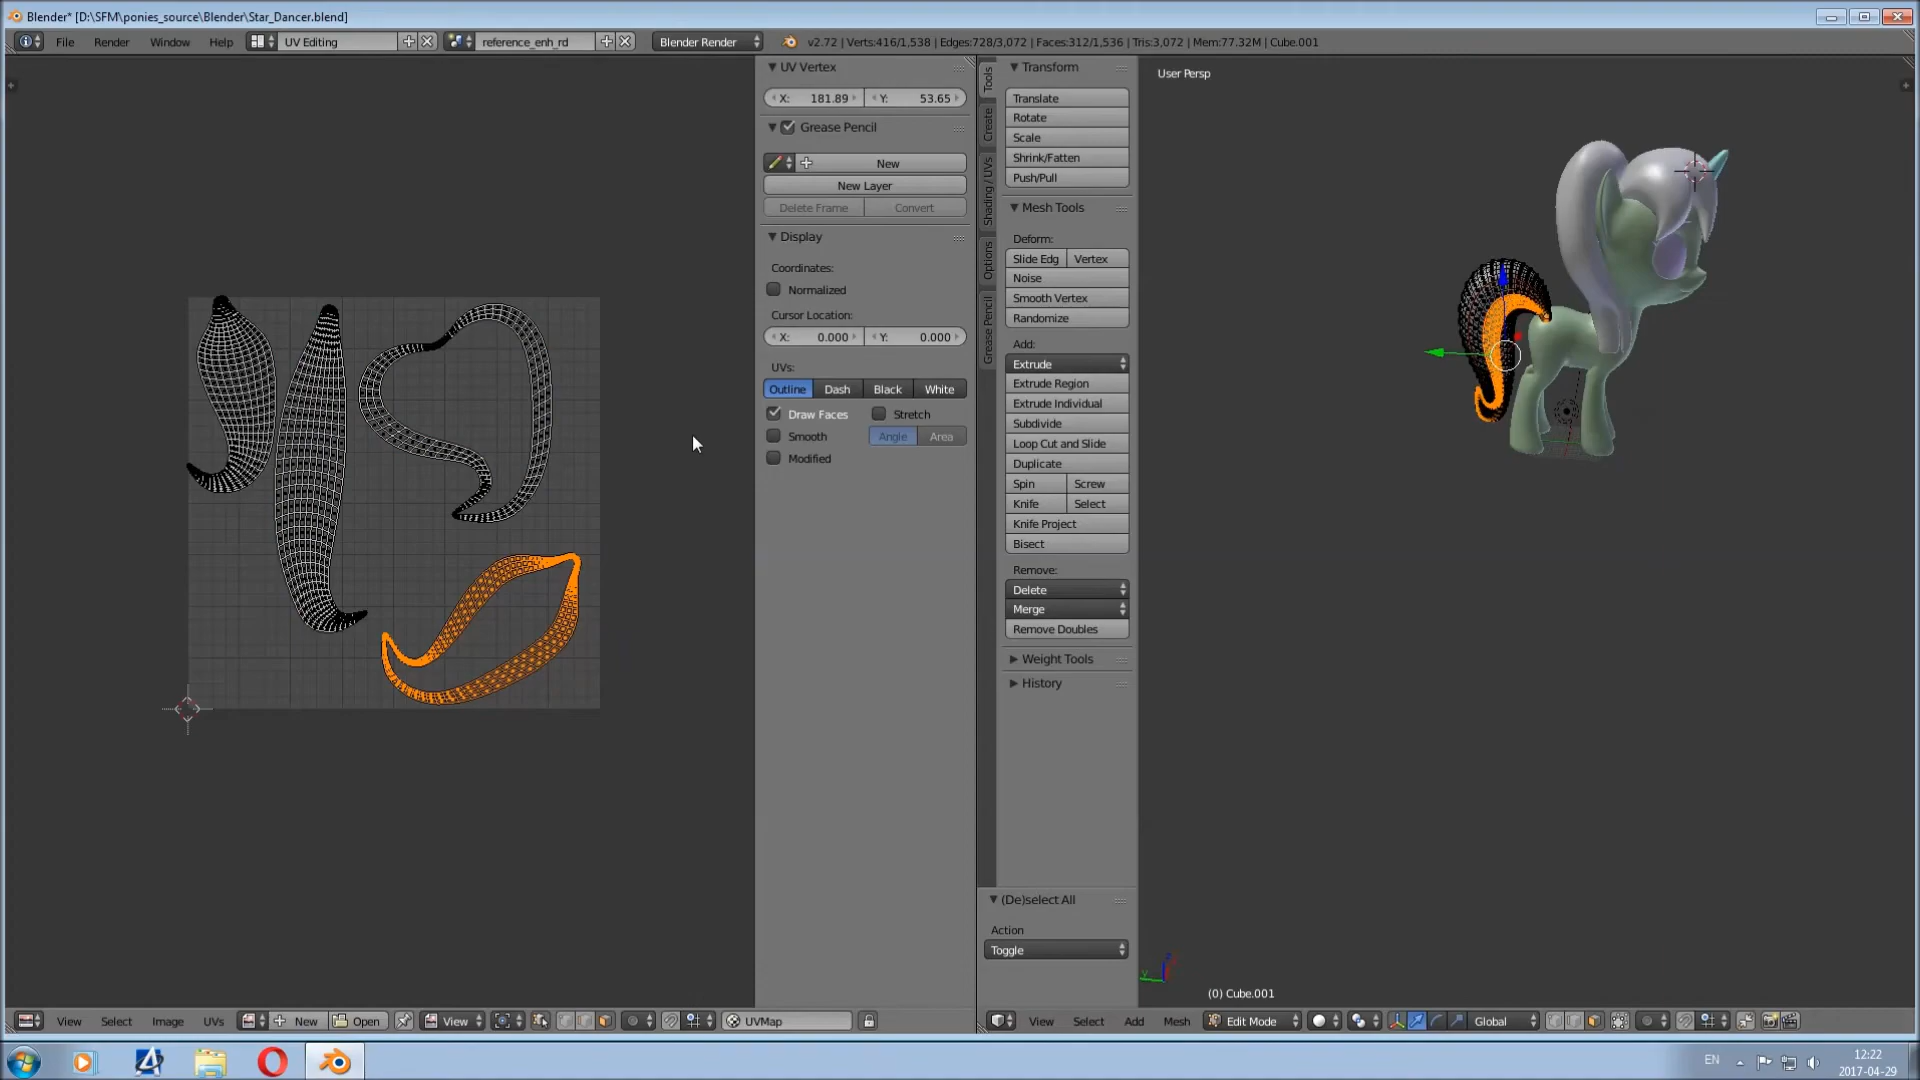 Blender* [D:\SFM\ponies_source\Blender\Star_Dancer.blend]
File Render Window Help UV Editing reference_enh_rd Blender Render v2.72 | Verts:416/1,538 | Edges:728/3,072 | Faces:312/1,536 | Tris:3,072 | Mem:77.32M | Cube.001
UV Vertex
X: 181.89 Y: 53.65
Grease Pencil
New
New Layer
Delete Frame Convert
Display
Coordinates:
Normalized
Cursor Location:
X: 0.000 Y: 0.000
UVs:
Outline Dash Black White
Draw Faces Stretch
Smooth Angle Area
Modified
Tools
Create
Shading / UVs
Options
Grease Pencil
Transform
Translate
Rotate
Scale
Shrink/Fatten
Push/Pull
Mesh Tools
Deform:
Slide Edg Vertex
Noise
Smooth Vertex
Randomize
Add:
Extrude
Extrude Region
Extrude Individual
Subdivide
Loop Cut and Slide
Duplicate
Spin Screw
Knife Select
Knife Project
Bisect
Remove:
Delete
Merge
Remove Doubles
Weight Tools
History
(De)select All
Action
Toggle
User Persp
(0) Cube.001
View Select Image UVs New Open View UVMap
View Select Add Mesh Edit Mode Global
EN
12:22
2017-04-29